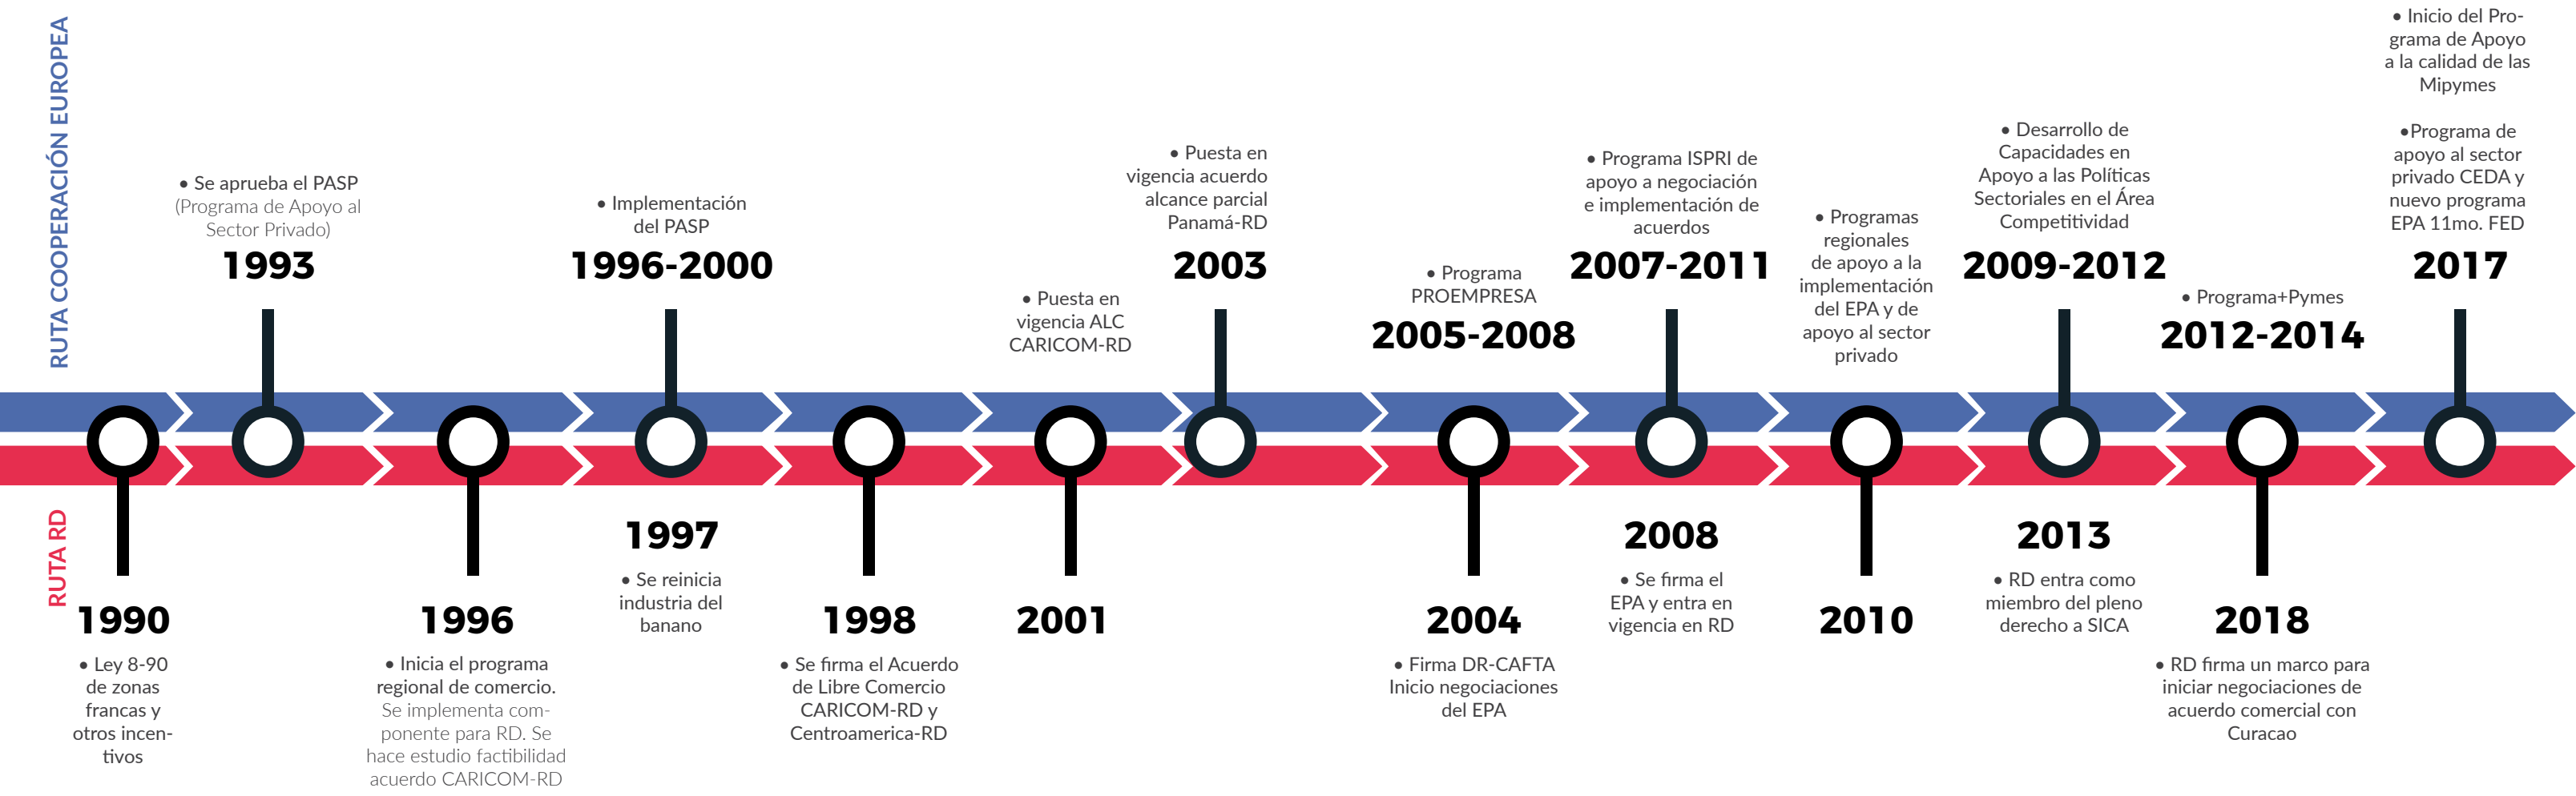 RUTA COOPERACIÓN EUROPEA
• Se aprueba el PASP
(Programa de Apoyo al
Sector Privado)
1993
• Implementación
del PASP
1996-2000
• Puesta en
vigencia ALC
CARICOM-RD
• Puesta en
vigencia acuerdo
alcance parcial
Panamá-RD
2003
• Programa
PROEMPRESA
2005-2008
• Programa ISPRI de
apoyo a negociación
e implementación de
acuerdos
2007-2011
• Programas
regionales
de apoyo a la
implementación
del EPA y de
apoyo al sector
privado
• Desarrollo de
Capacidades en
Apoyo a las Políticas
Sectoriales en el Área
Competitividad
2009-2012
• Programa+Pymes
2012-2014
• Inicio del Pro-
grama de Apoyo
a la calidad de las
Mipymes
•Programa de
apoyo al sector
privado CEDA y
nuevo programa
EPA 11mo. FED
2017
RUTA RD
1990
• Ley 8-90
de zonas
francas y
otros incen-
tivos
1996
• Inicia el programa
regional de comercio.
Se implementa com-
ponente para RD. Se
hace estudio factibilidad
acuerdo CARICOM-RD
1997
• Se reinicia
industria del
banano
1998
• Se firma el Acuerdo
de Libre Comercio
CARICOM-RD y
Centroamerica-RD
2001
2004
• Firma DR-CAFTA
Inicio negociaciones
del EPA
2008
• Se firma el
EPA y entra en
vigencia en RD
2010
2013
• RD entra como
miembro del pleno
derecho a SICA
2018
• RD firma un marco para
iniciar negociaciones de
acuerdo comercial con
Curacao